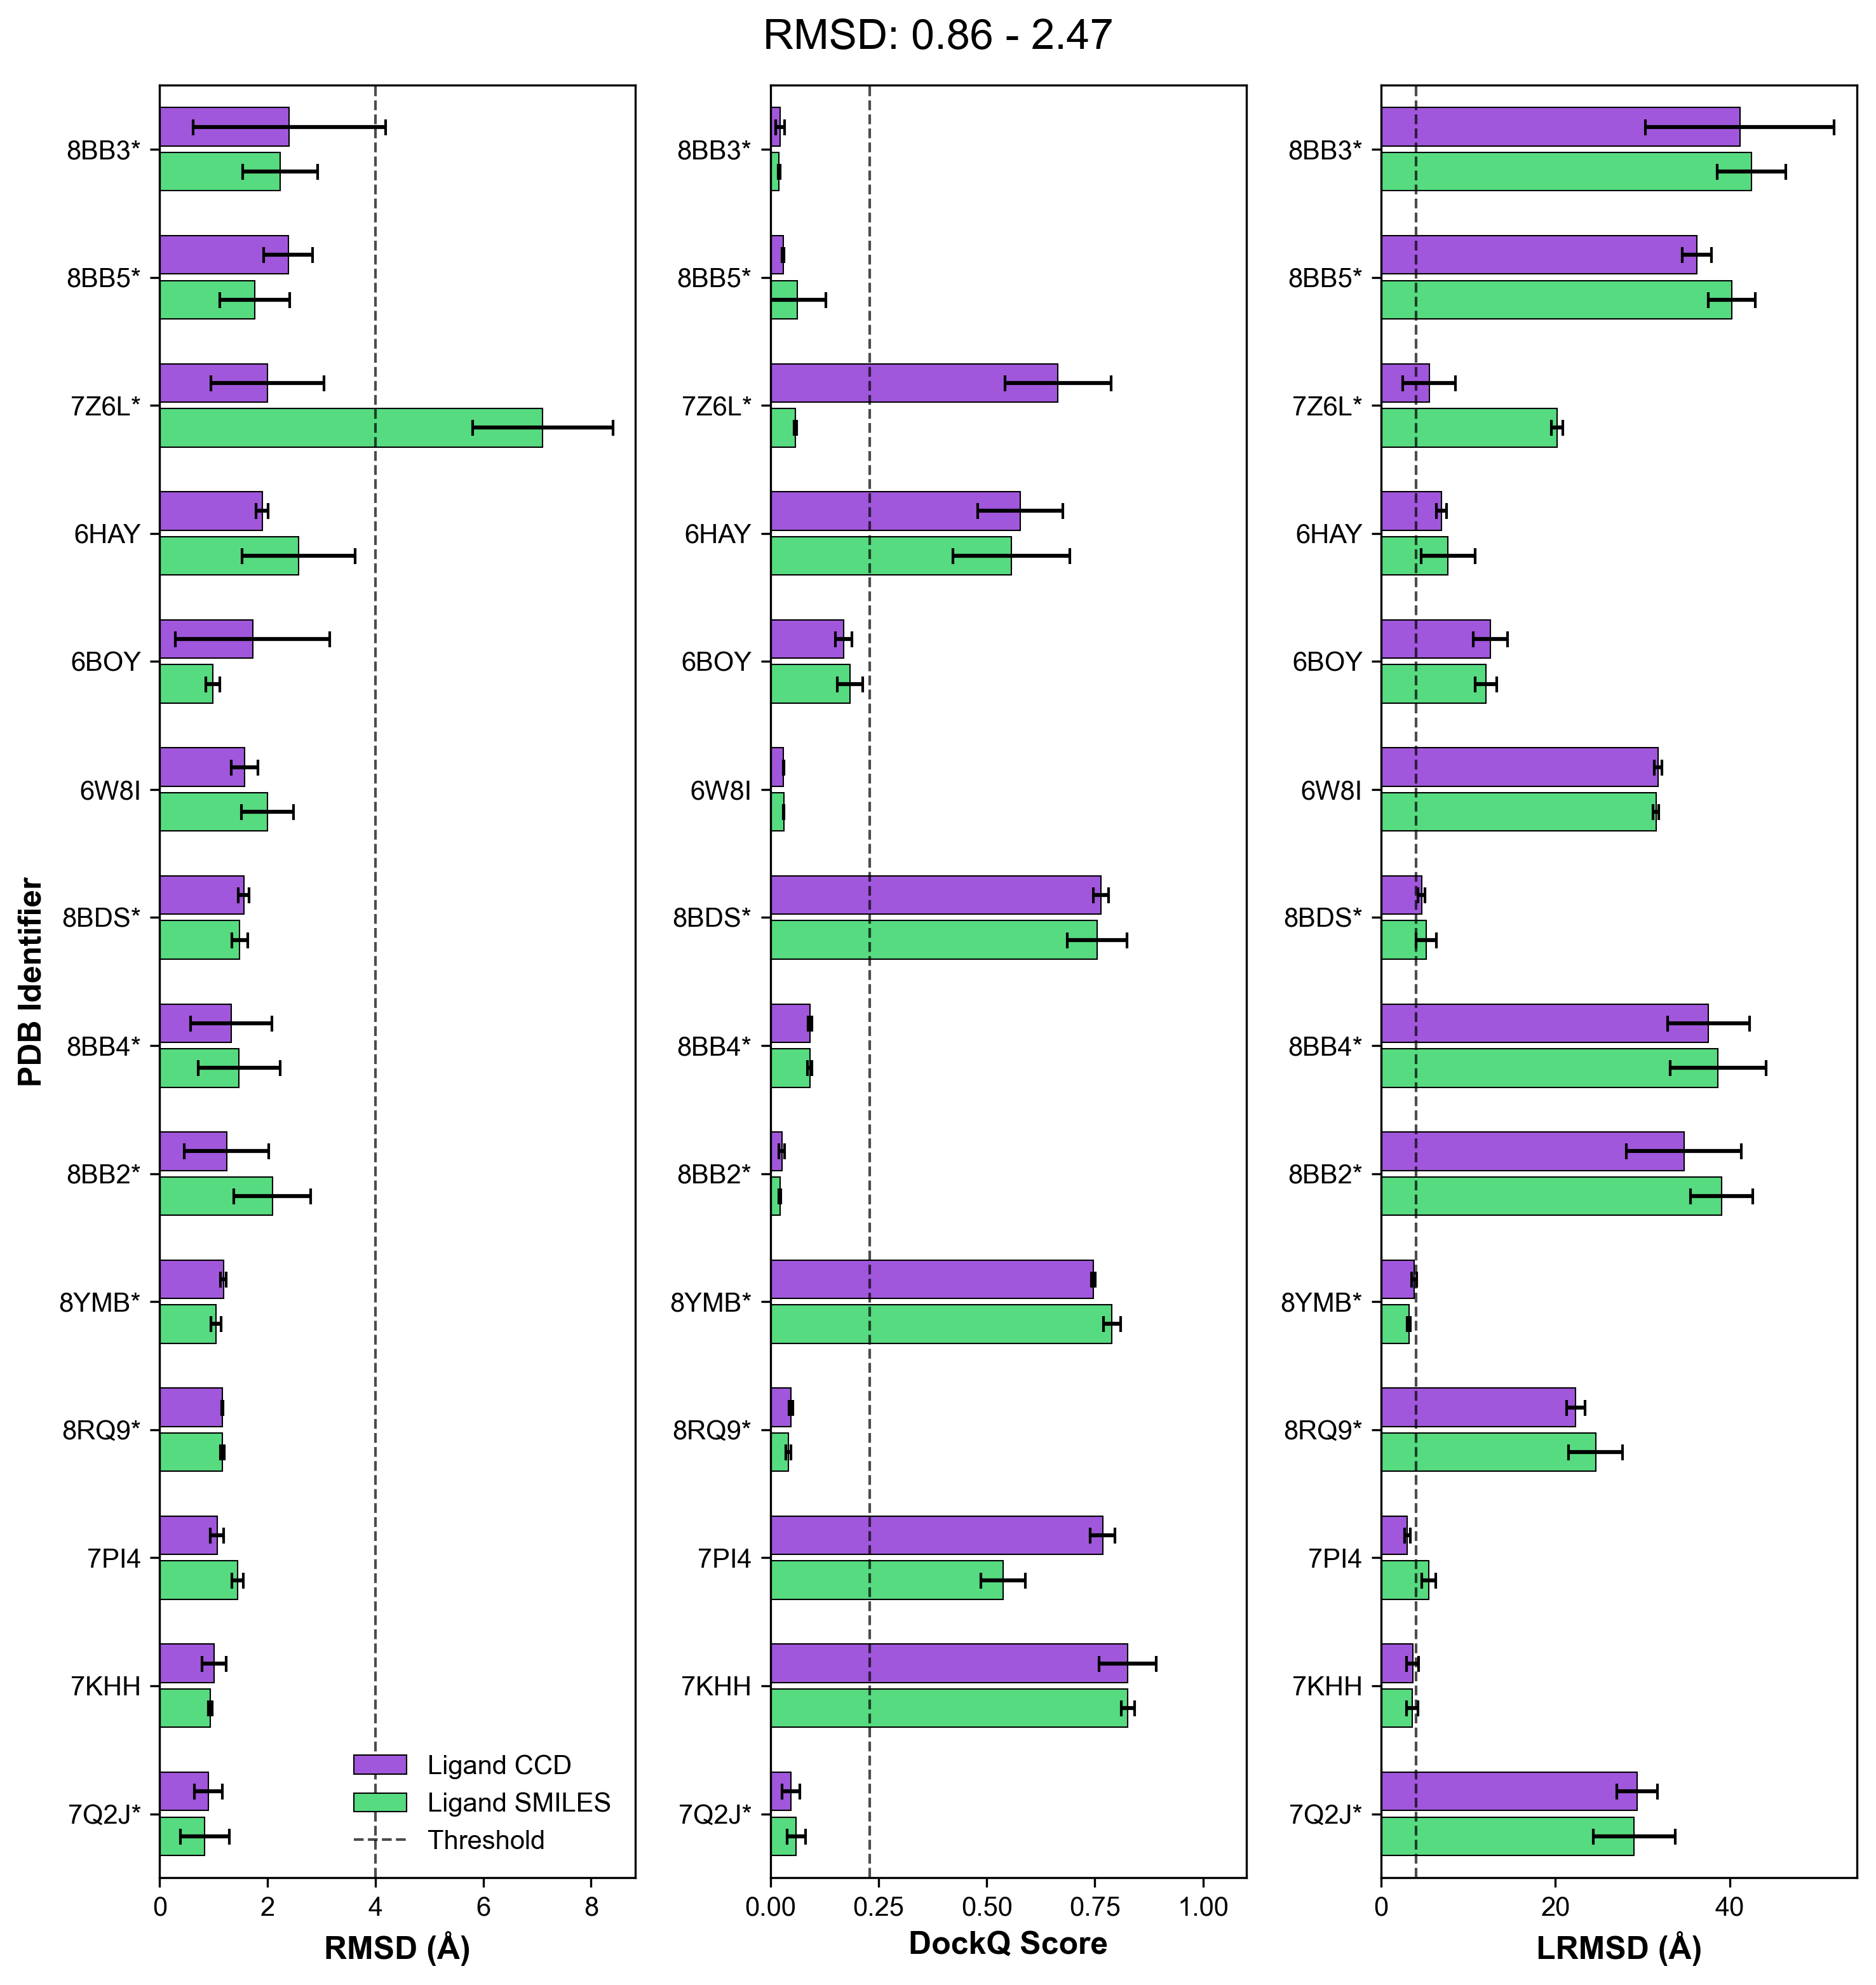 RMSD: 0.86 - 2.47
PDB Identifier
8BB3*
8BB5*
7Z6L*
6HAY
6BOY
6W8I
8BDS*
8BB4*
8BB2*
8YMB*
8RQ9*
7PI4
7KHH
7Q2J*
Ligand CCD
Ligand SMILES
Threshold
0 2 4 6 8
RMSD (Å)
8BB3*
8BB5*
7Z6L*
6HAY
6BOY
6W8I
8BDS*
8BB4*
8BB2*
8YMB*
8RQ9*
7PI4
7KHH
7Q2J*
0.00 0.25 0.50 0.75 1.00
DockQ Score
8BB3*
8BB5*
7Z6L*
6HAY
6BOY
6W8I
8BDS*
8BB4*
8BB2*
8YMB*
8RQ9*
7PI4
7KHH
7Q2J*
0 20 40
LRMSD (Å)